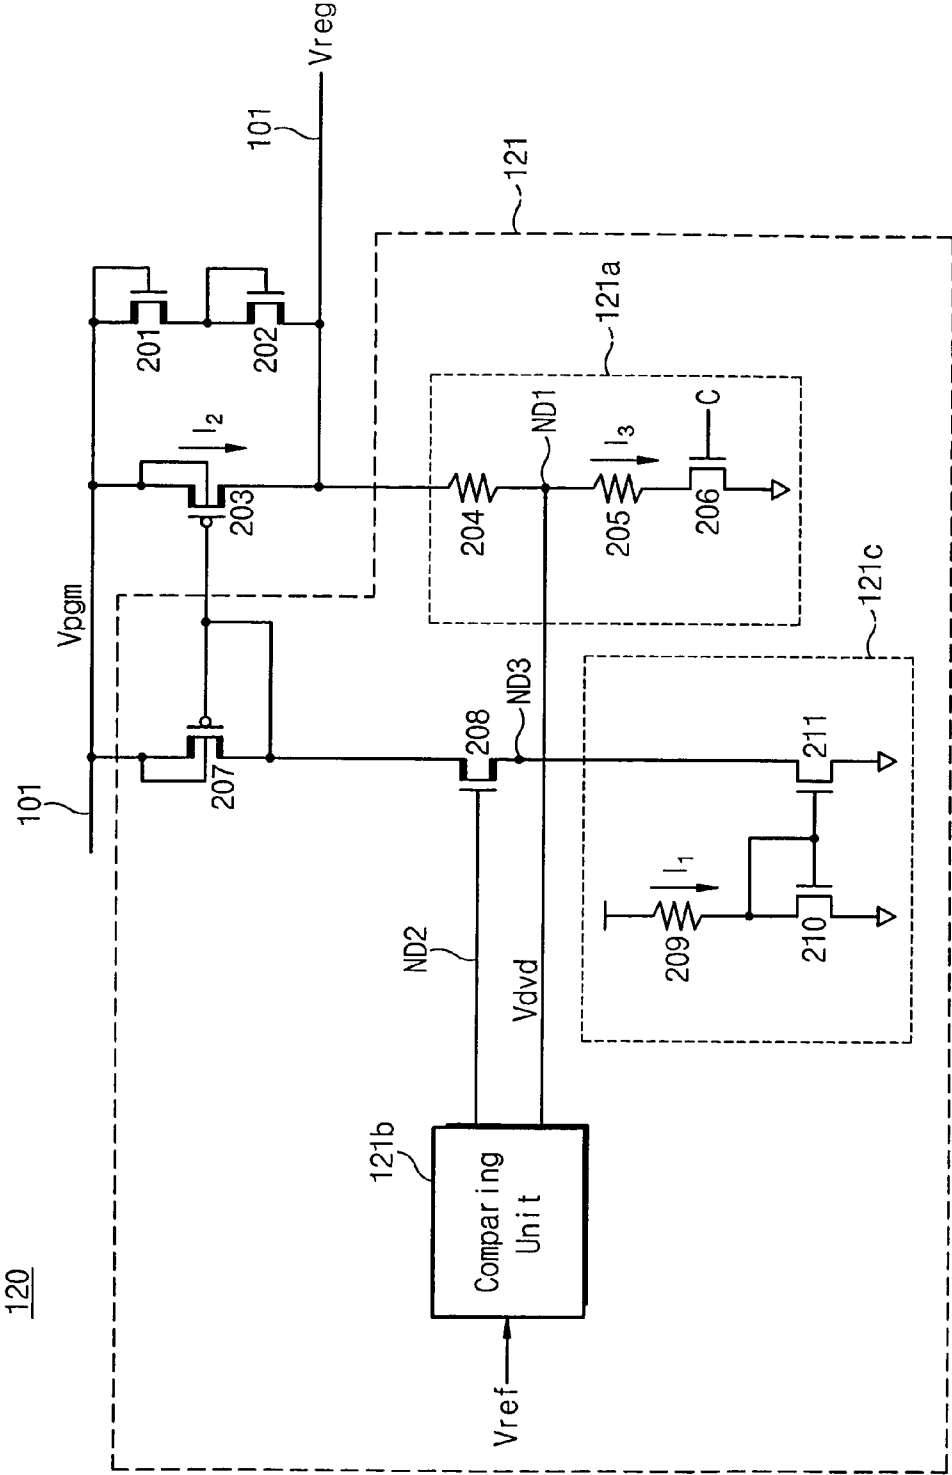 120
101
Vpgm
201
202
101
Vreg
I2
203
207
121
121a
204
ND1
205
I3
206
C
208
ND3
ND2
Vdvd
121b
Comparing
Unit
Vref
121c
209
I1
210
211